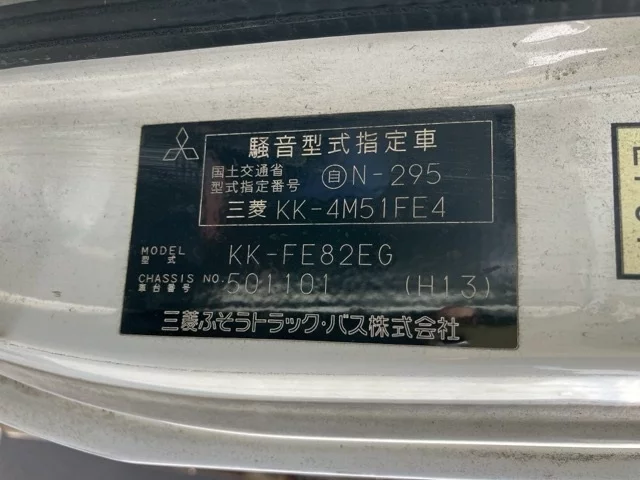 騒音型式指定車
国土交通省
型式指定番号 自N-295
三菱 KK-4M51FE4
MODEL
型式 KK-FE82EG
CHASSIS NO.
車台番号 501101 (H13)
三菱ふそうトラック・バス株式会社